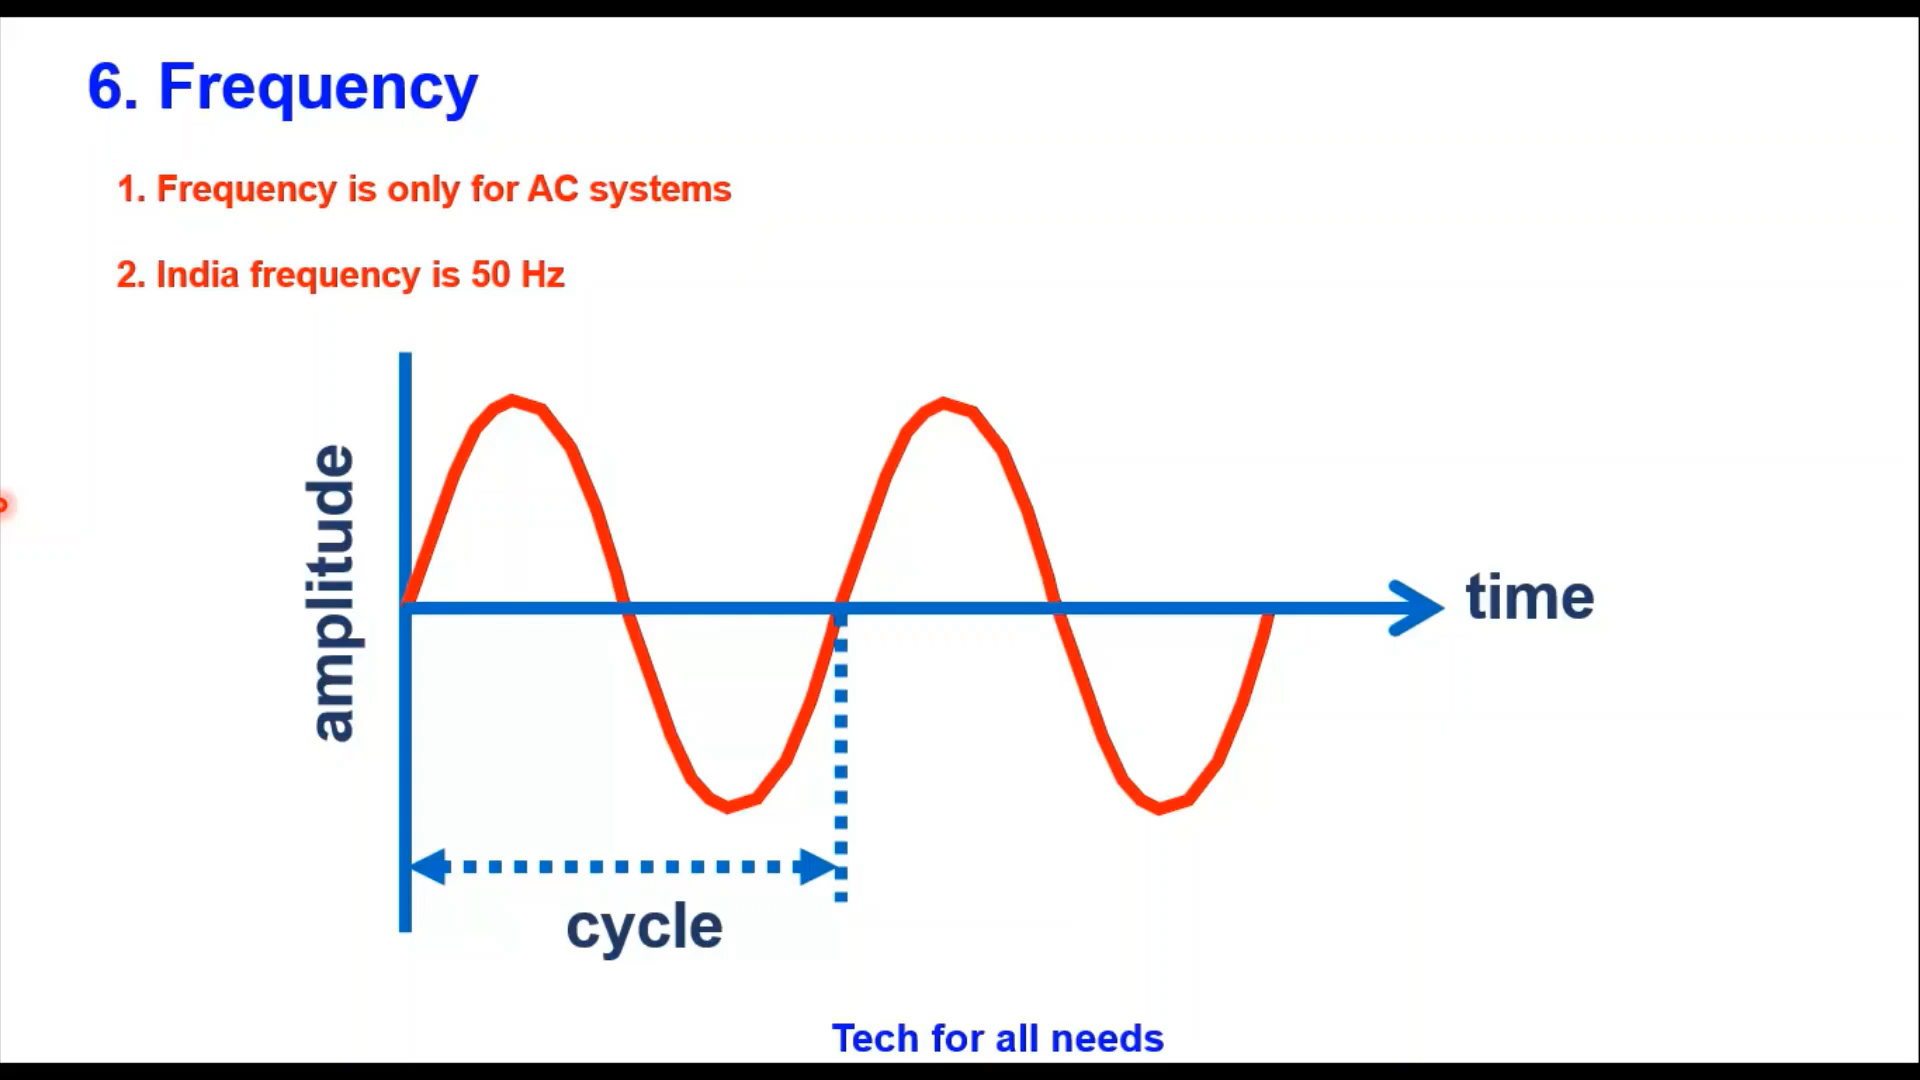 6. Frequency
1. Frequency is only for AC systems
2. India frequency is 50 Hz
amplitude
time
cycle
Tech for all needs